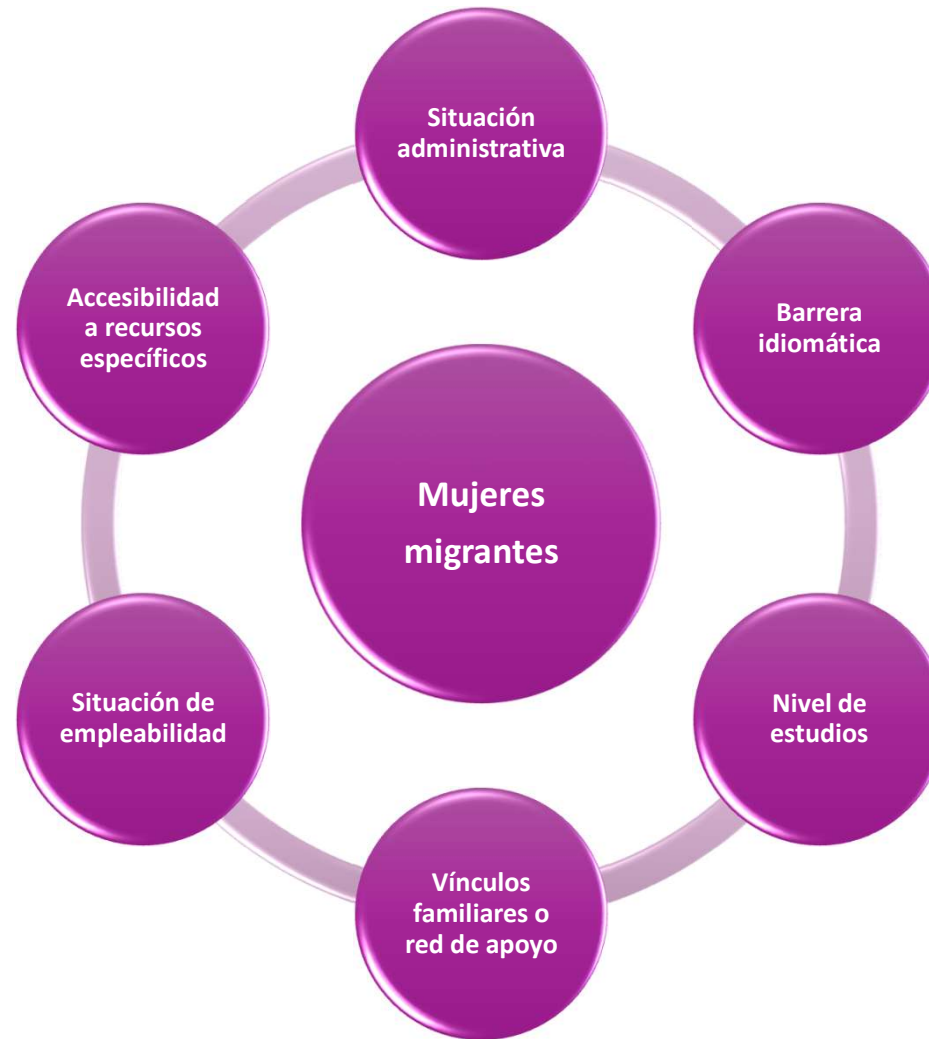 Situación
administrativa
Barrera
idiomática
Nivel de
estudios
Vínculos
familiares o
red de apoyo
Situación de
empleabilidad
Accesibilidad
a recursos
específicos
Mujeres
migrantes